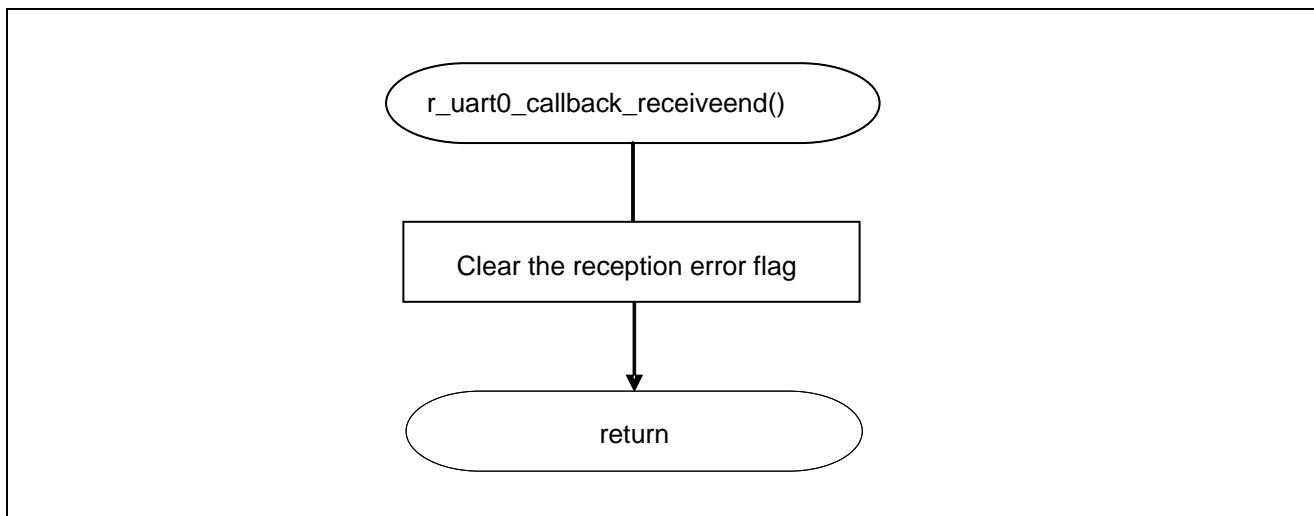 r_uart0_callback_receiveend()
Clear the reception error flag
return